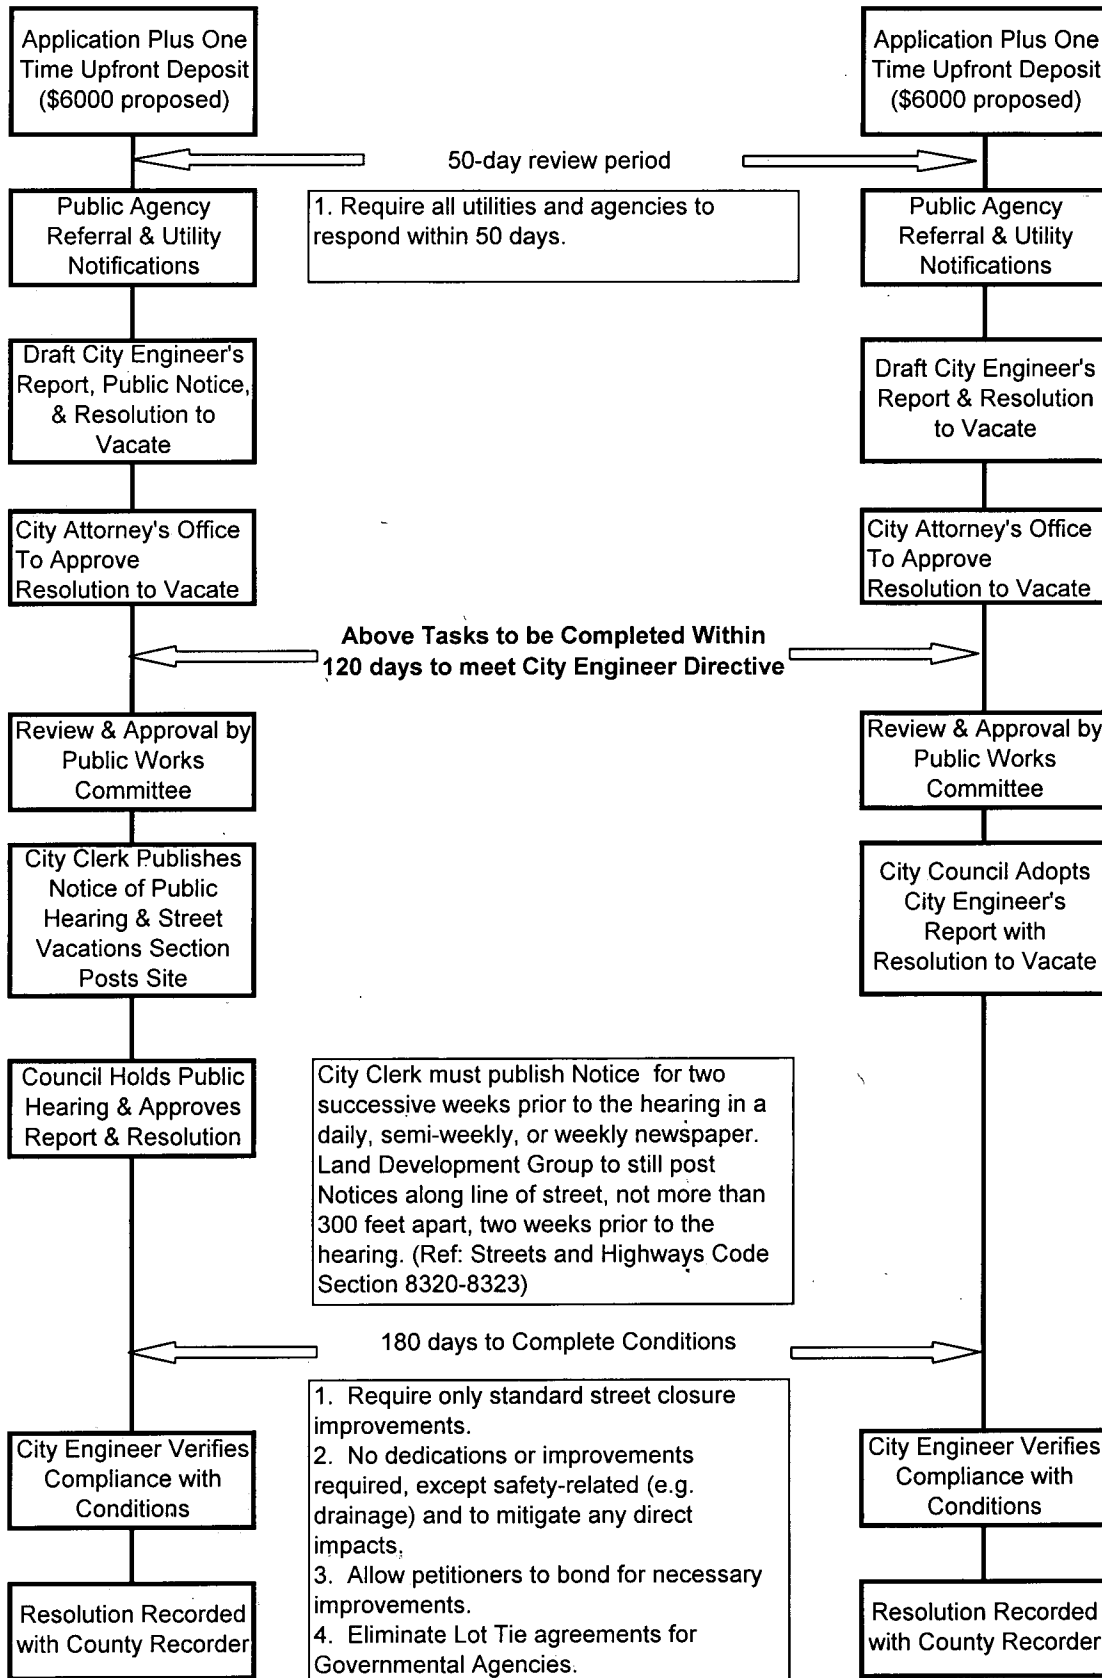 Application Plus One
Time Upfront Deposit
($6000 proposed)
Application Plus One
Time Upfront Deposit
($6000 proposed)
50-day review period
Public Agency
Referral & Utility
Notifications
1. Require all utilities and agencies to
respond within 50 days.
Public Agency
Referral & Utility
Notifications
Draft City Engineer's
Report, Public Notice,
& Resolution to
Vacate
Draft City Engineer's
Report & Resolution
to Vacate
City Attorney's Office
To Approve
Resolution to Vacate
City Attorney's Office
To Approve
Resolution to Vacate
Above Tasks to be Completed Within
120 days to meet City Engineer Directive
Review & Approval by
Public Works
Committee
Review & Approval by
Public Works
Committee
City Clerk Publishes
Notice of Public
Hearing & Street
Vacations Section
Posts Site
City Council Adopts
City Engineer's
Report with
Resolution to Vacate
Council Holds Public
Hearing & Approves
Report & Resolution
City Clerk must publish Notice for two
successive weeks prior to the hearing in a
daily, semi-weekly, or weekly newspaper.
Land Development Group to still post
Notices along line of street, not more than
300 feet apart, two weeks prior to the
hearing. (Ref: Streets and Highways Code
Section 8320-8323)
180 days to Complete Conditions
1. Require only standard street closure
improvements.
2. No dedications or improvements
required, except safety-related (e.g.
drainage) and to mitigate any direct
impacts.
3. Allow petitioners to bond for necessary
improvements.
4. Eliminate Lot Tie agreements for
Governmental Agencies.
City Engineer Verifies
Compliance with
Conditions
City Engineer Verifies
Compliance with
Conditions
Resolution Recorded
with County Recorder
Resolution Recorded
with County Recorder